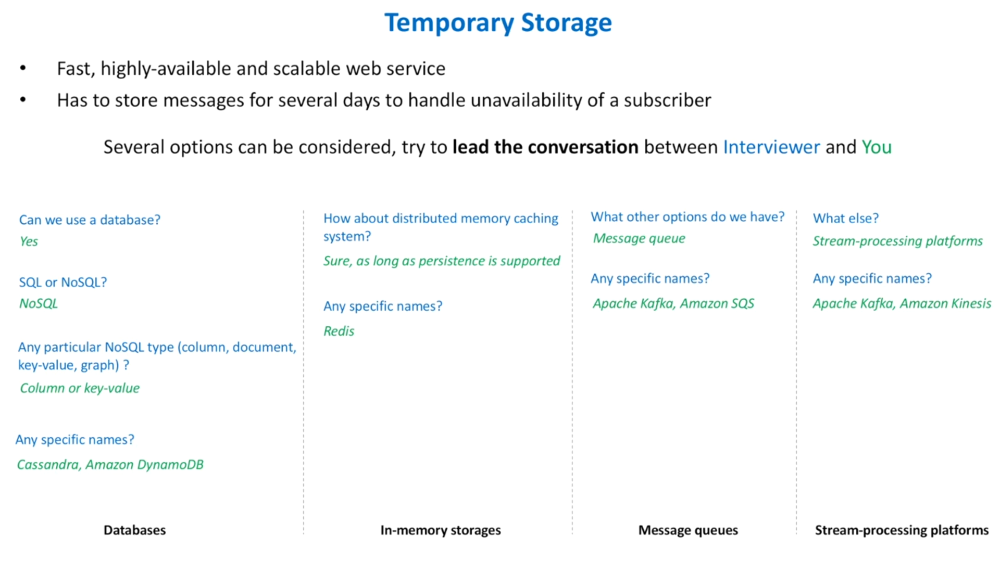 Temporary Storage
• Fast, highly-available and scalable web service
• Has to store messages for several days to handle unavailability of a subscriber
Several options can be considered, try to lead the conversation between Interviewer and You
Can we use a database?
Yes
SQL or NoSQL?
NoSQL
Any particular NoSQL type (column, document,
key-value, graph) ?
Column or key-value
Any specific names?
Cassandra, Amazon DynamoDB
Databases
How about distributed memory caching
system?
Sure, as long as persistence is supported
Any specific names?
Redis
In-memory storages
What other options do we have?
Message queue
Any specific names?
Apache Kafka, Amazon SQS
Message queues
What else?
Stream-processing platforms
Any specific names?
Apache Kafka, Amazon Kinesis
Stream-processing platforms